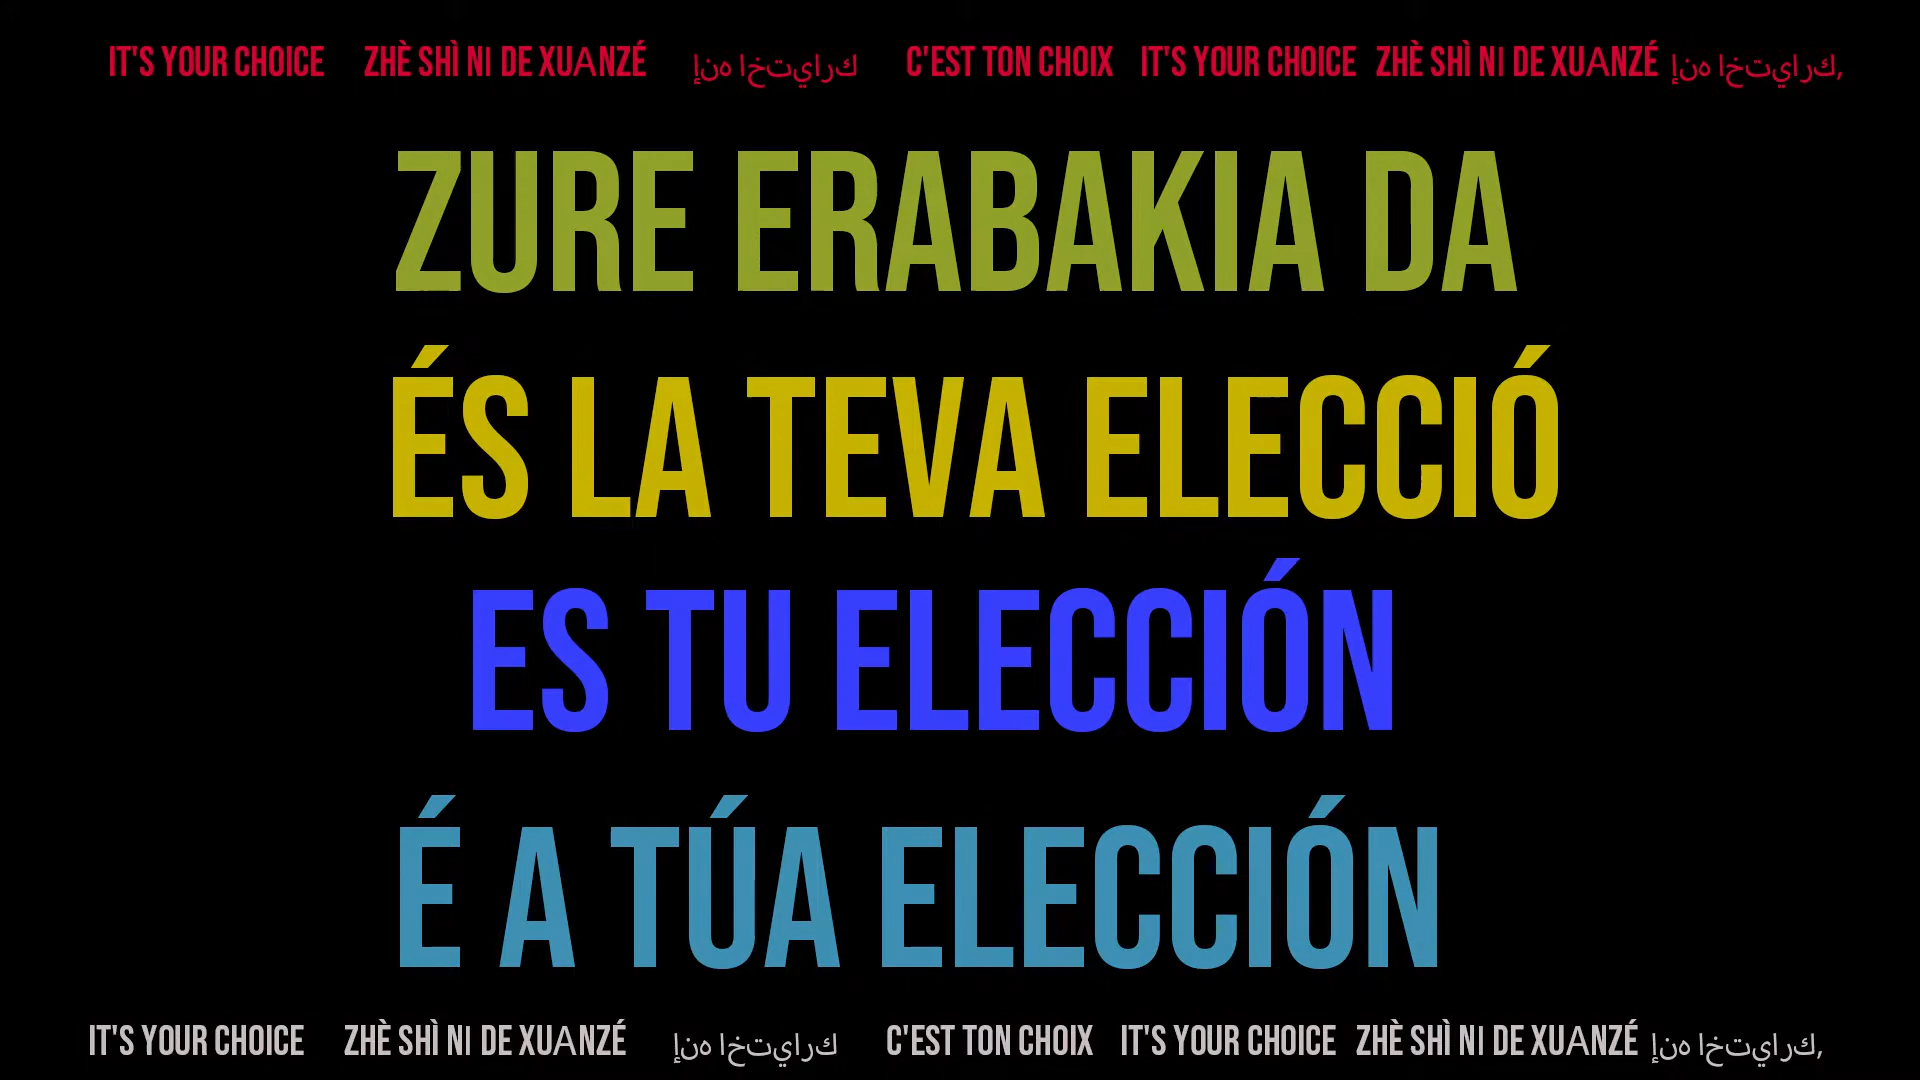 IT'S YOUR CHOICE ZHÈ SHÌ NI DE XUANZÉ إنه اختيارك C'EST TON CHOIX IT'S YOUR CHOICE ZHÈ SHÌ NI DE XUANZÉ إنه اختيارك,
ZURE ERABAKIA DA
ÉS LA TEVA ELECCIÓ
ES TU ELECCIÓN
É A TÚA ELECCIÓN
IT'S YOUR CHOICE ZHÈ SHÌ NI DE XUANZÉ إنه اختيارك C'EST TON CHOIX IT'S YOUR CHOICE ZHÈ SHÌ NI DE XUANZÉ إنه اختيارك,